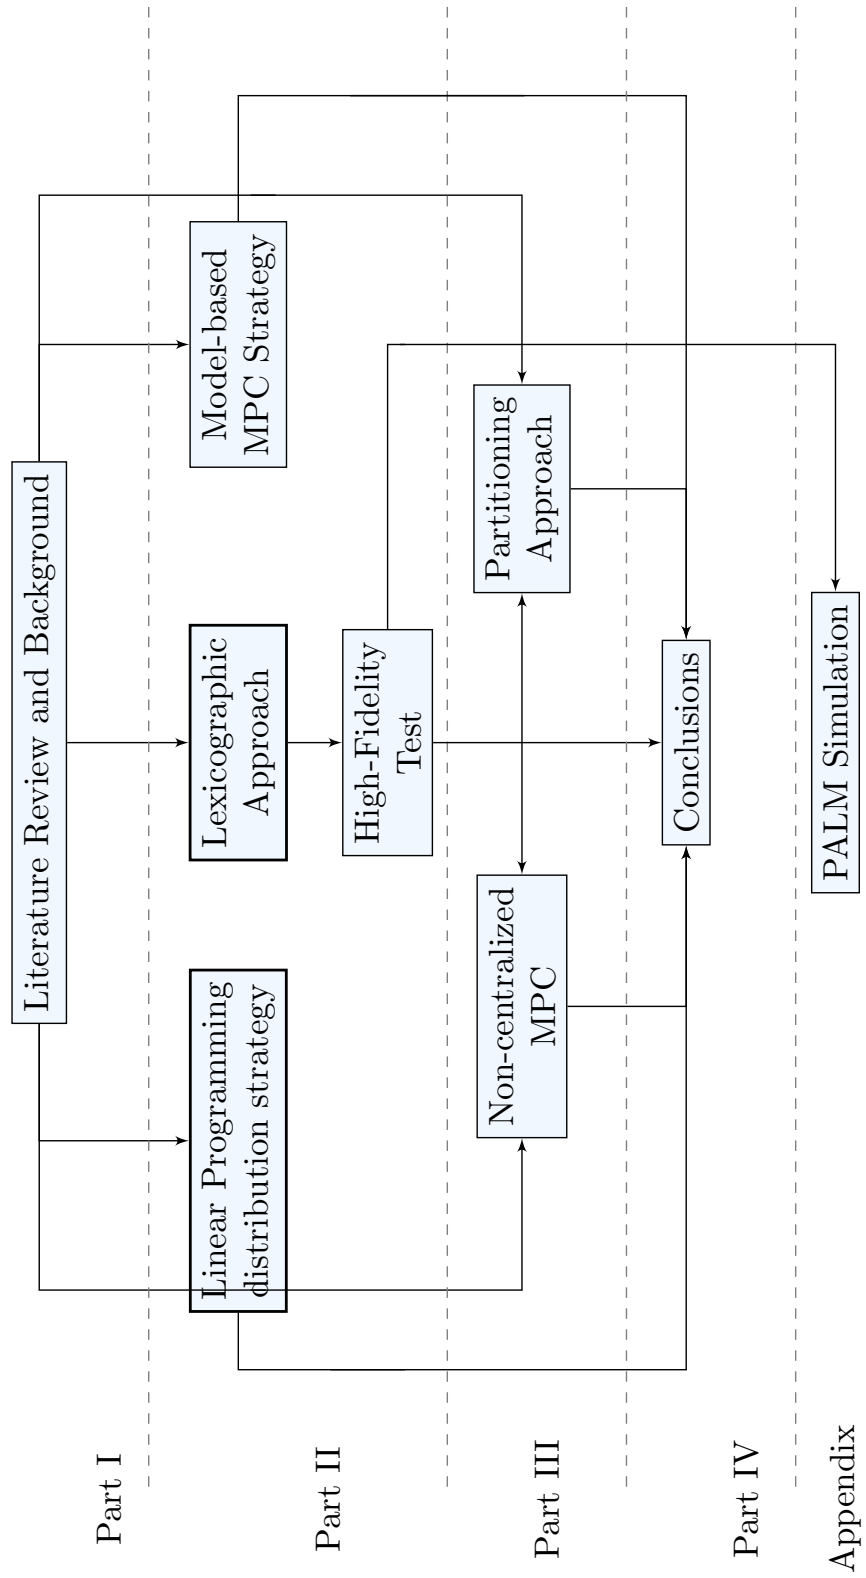 Literature Review and Background
Part I
Linear Programming
distribution strategy
Lexicographic
Approach
Model-based
MPC Strategy
High-Fidelity
Test
Part II
Non-centralized
MPC
Partitioning
Approach
Part III
Conclusions
Part IV
PALM Simulation
Appendix